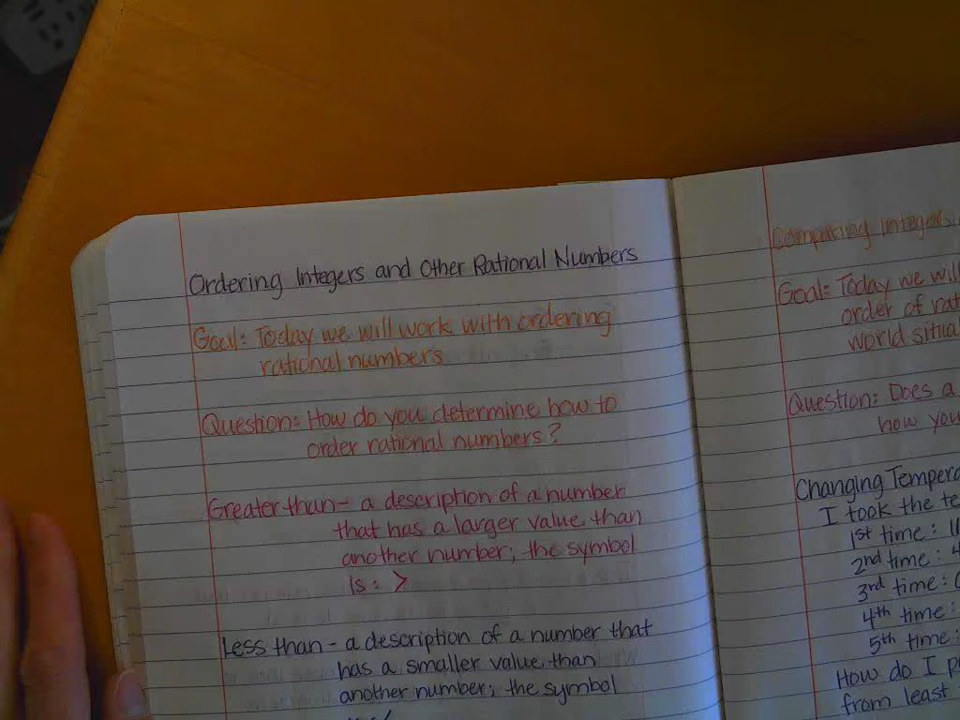 Ordering Integers and Other Rational Numbers
Goal: Today we will work with ordering
rational numbers
Question: How do you determine how to
order rational numbers?
Greater than - a description of a number
that has a larger value than
another number; the symbol
is: >
Less than - a description of a number that
has a smaller value than
another number; the symbol
Comparing Integers
Goal: Today we will
order of
world
Question: Does a
how you
Changing
I took the
1st time:
2nd time:
3rd time:
4th time:
5th time:
How do I
from least